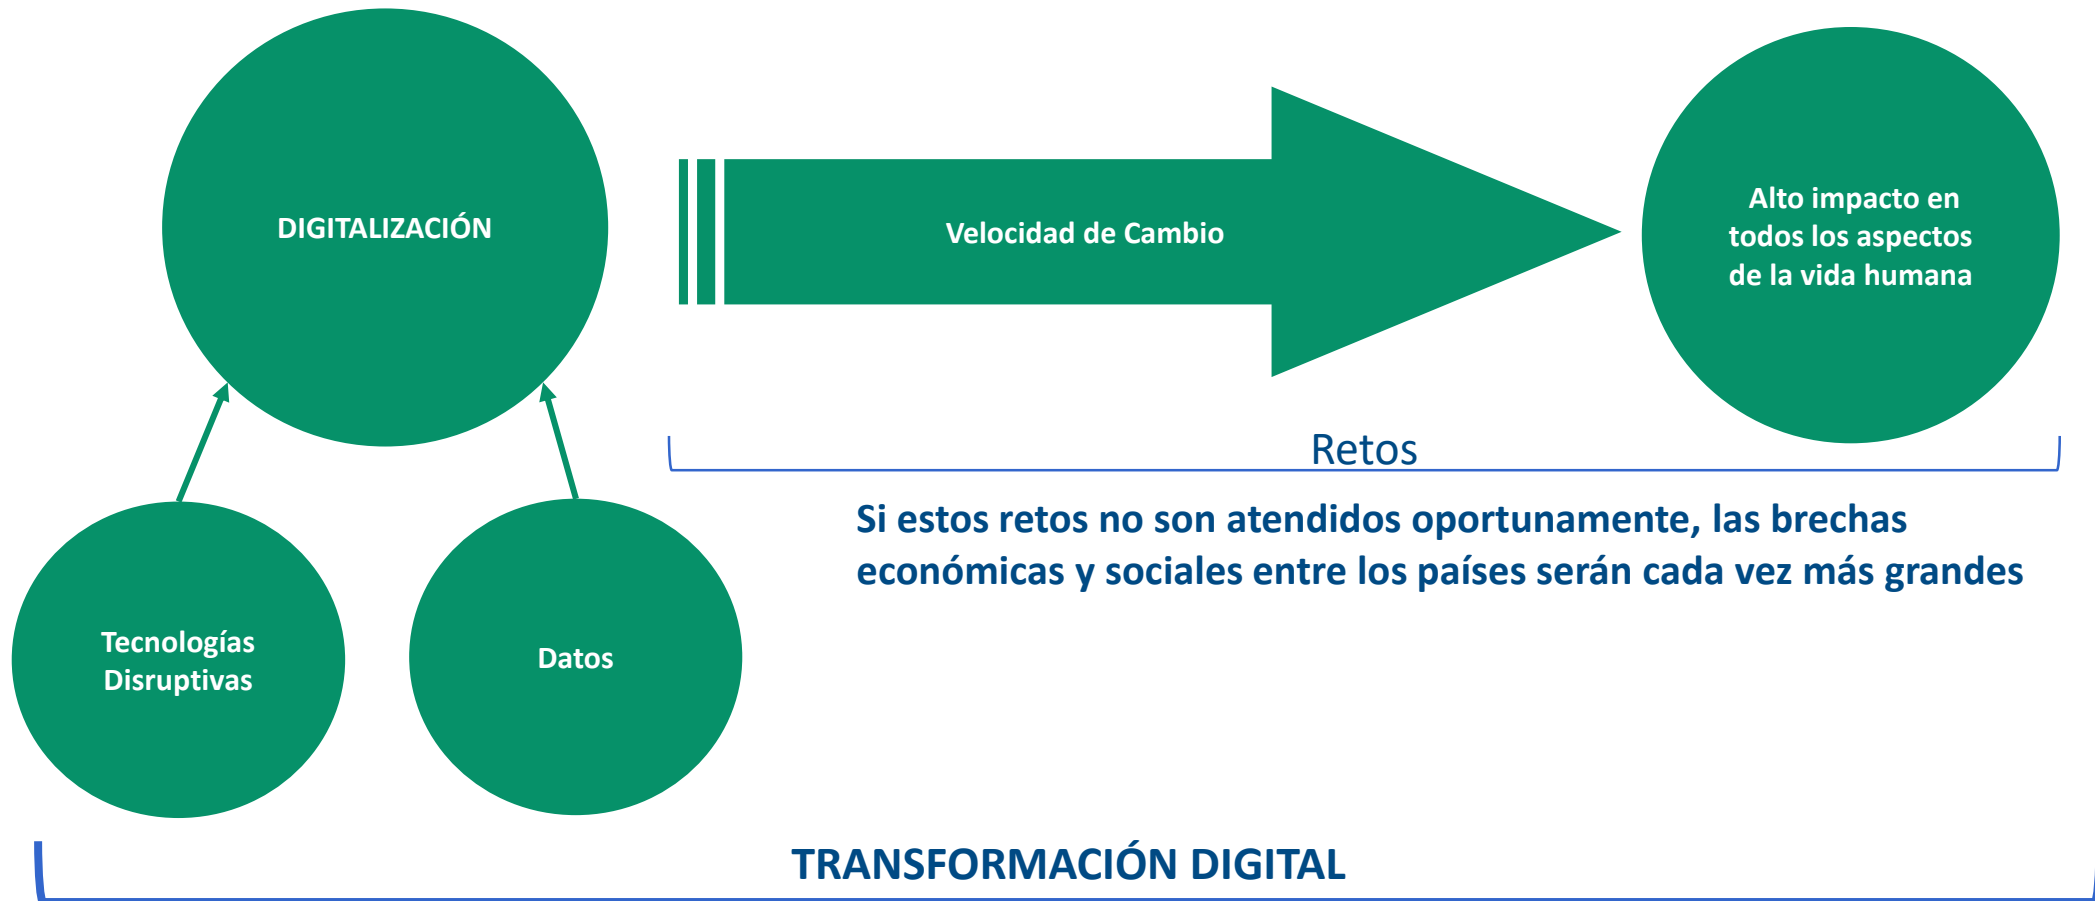 DIGITALIZACIÓN
Velocidad de Cambio
Alto impacto en
todos los aspectos
de la vida humana
Retos
Si estos retos no son atendidos oportunamente, las brechas
económicas y sociales entre los países serán cada vez más grandes
Tecnologías
Disruptivas
Datos
TRANSFORMACIÓN DIGITAL